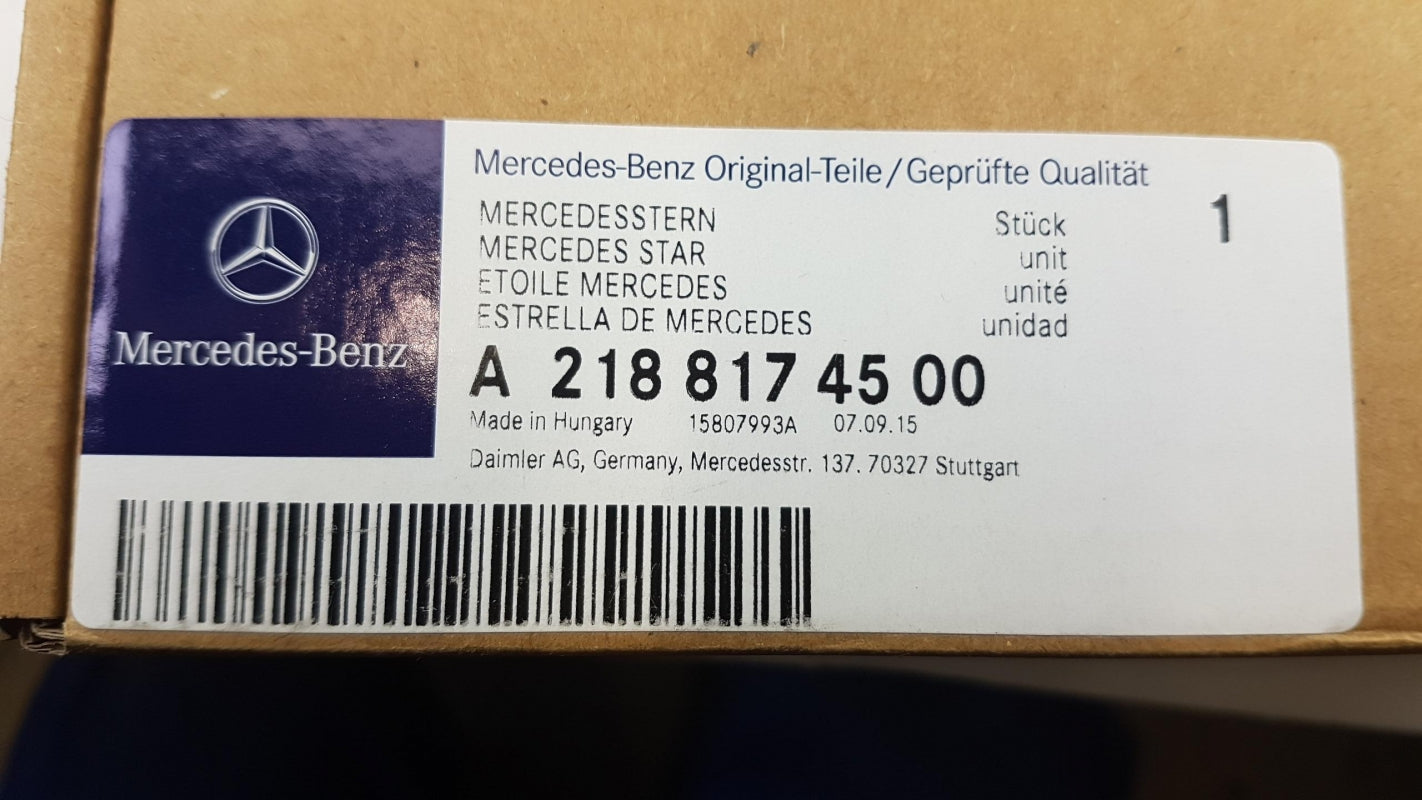 Mercedes-Benz
Mercedes-Benz Original-Teile/Geprüfte Qualität
MERCEDESSTERN Stück 1
MERCEDES STAR unit
ETOILE MERCEDES unité
ESTRELLA DE MERCEDES unidad
A 218 817 45 00
Made in Hungary 15807993A 07.09.15
Daimler AG, Germany, Mercedesstr. 137. 70327 Stuttgart